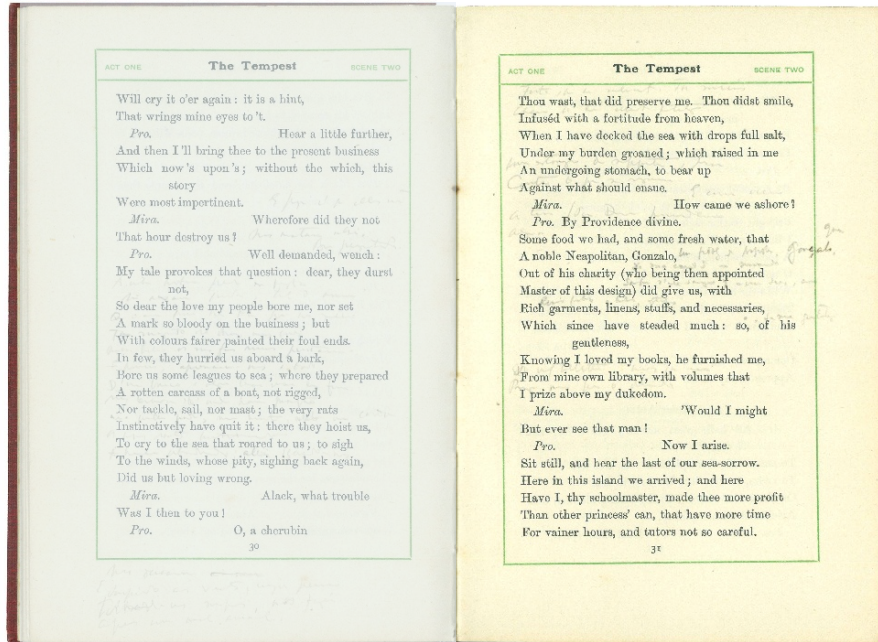 ACT ONE The Tempest SCENE TWO
Will cry it o'er again: it is a hint,
That wrings mine eyes to't.
Pro. Hear a little further,
And then I'll bring thee to the present business
Which now's upon's; without the which, this
story
Were most impertinent.
Mira. Wherefore did they not
That hour destroy us?
Pro. Well demanded, wench:
My tale provokes that question: dear, they durst
not,
So dear the love my people bore me, nor set
A mark so bloody on the business; but
With colours fairer painted their foul ends.
In few, they hurried us aboard a bark,
Bore us some leagues to sea; where they prepared
A rotten carcass of a boat, not rigged,
Nor tackle, sail, nor mast; the very rats
Instinctively have quit it: there they hoist us,
To cry to the sea that roared to us; to sigh
To the winds, whose pity, sighing back again,
Did us but loving wrong.
Mira. Alack, what trouble
Was I then to you!
Pro. O, a cherubin
30
ACT ONE The Tempest SCENE TWO
Thou wast, that did preserve me. Thou didst smile,
Infuséd with a fortitude from heaven,
When I have decked the sea with drops full salt,
Under my burden groaned; which raised in me
An undergoing stomach, to bear up
Against what should ensue.
Mira. How came we ashore?
Pro. By Providence divine.
Some food we had, and some fresh water, that
A noble Neapolitan, Gonzalo,
Out of his charity (who being then appointed
Master of this design) did give us, with
Rich garments, linens, stuffs, and necessaries,
Which since have steaded much: so, of his
gentleness,
Knowing I loved my books, he furnished me,
From mine own library, with volumes that
I prize above my dukedom.
Mira. 'Would I might
But ever see that man!
Pro. Now I arise.
Sit still, and hear the last of our sea-sorrow.
Here in this island we arrived; and here
Have I, thy schoolmaster, made thee more profit
Than other princess' can, that have more time
For vainer hours, and tutors not so careful.
31